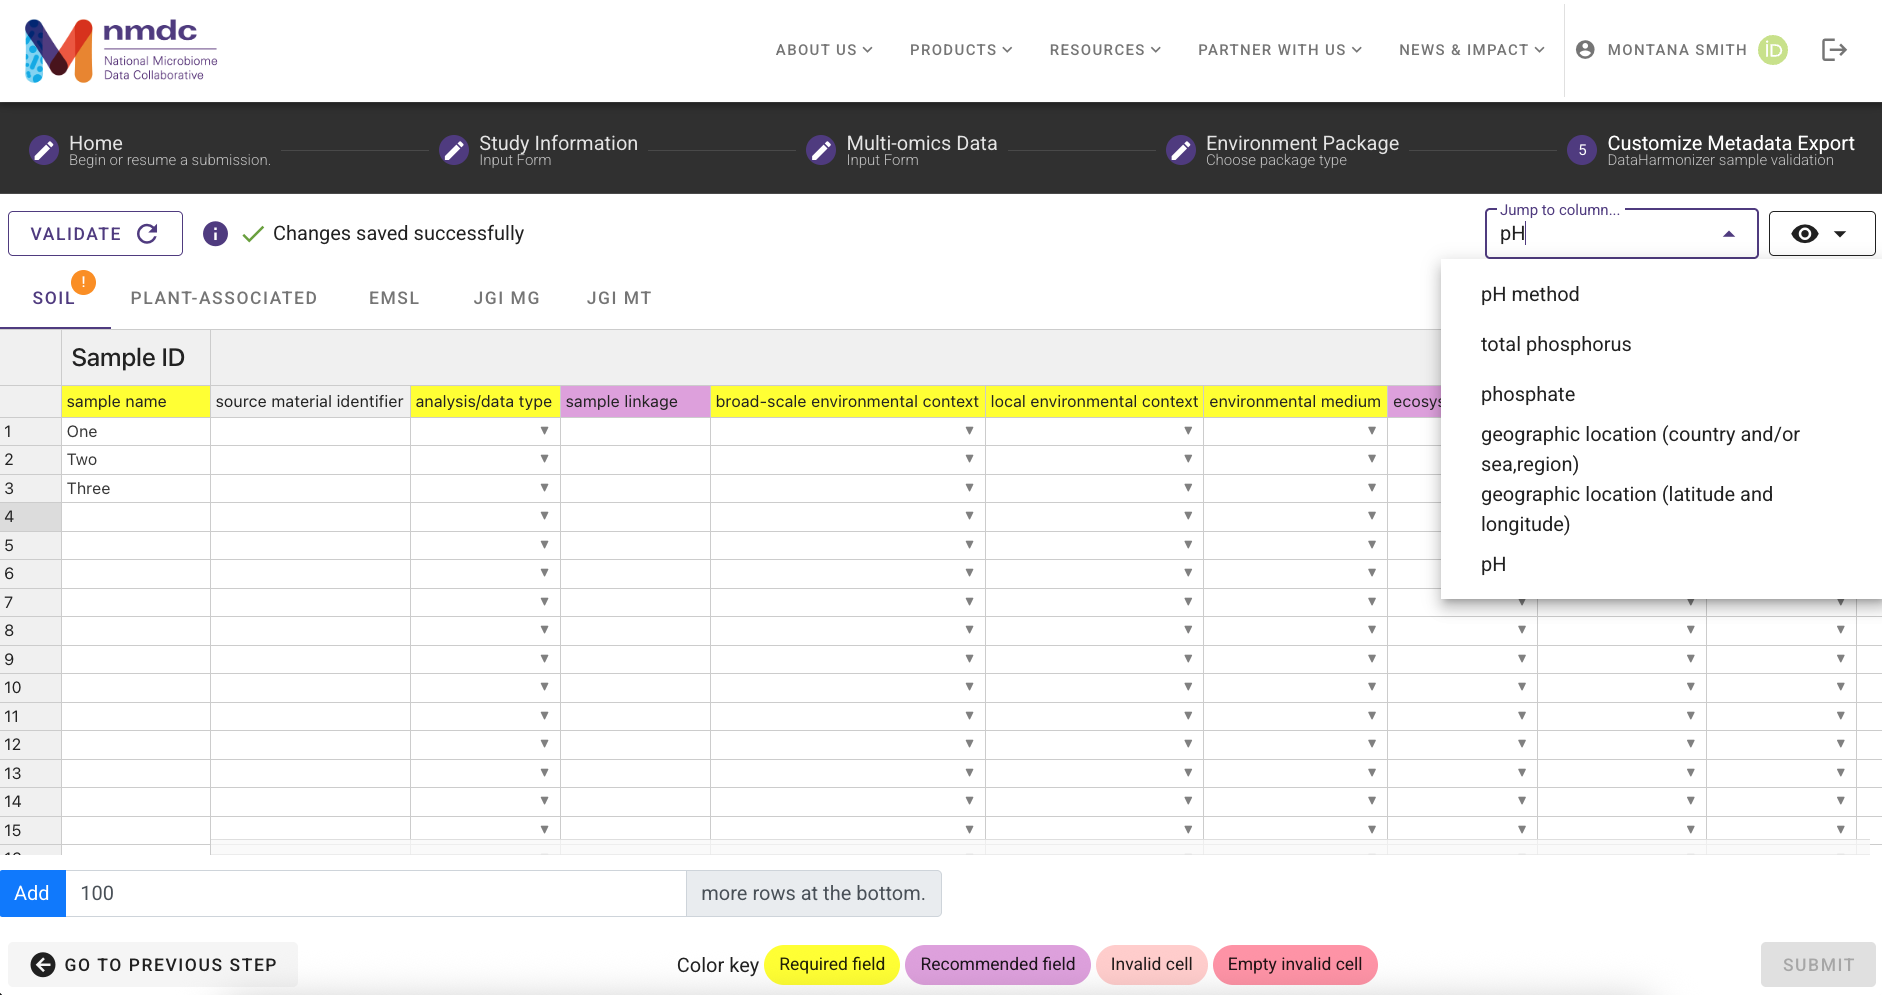 nmdc
National Microbiome
Data Collaborative
ABOUT US
PRODUCTS
RESOURCES
PARTNER WITH US
NEWS & IMPACT
MONTANA SMITH
iD
Home
Begin or resume a submission.
Study Information
Input Form
Multi-omics Data
Input Form
Environment Package
Choose package type
5
Customize Metadata Export
DataHarmonizer sample validation
VALIDATE
i
Changes saved successfully
Jump to column...
pH
pH method
total phosphorus
phosphate
geographic location (country and/or
sea,region)
geographic location (latitude and
longitude)
pH
SOIL
!
PLANT-ASSOCIATED
EMSL
JGI MG
JGI MT
Sample ID
sample name
source material identifier
analysis/data type
sample linkage
broad-scale environmental context
local environmental context
environmental medium
ecosys
1 One
2 Two
3 Three
4
5
6
7
8
9
10
11
12
13
14
15
Add
100
more rows at the bottom.
GO TO PREVIOUS STEP
Color key
Required field
Recommended field
Invalid cell
Empty invalid cell
SUBMIT